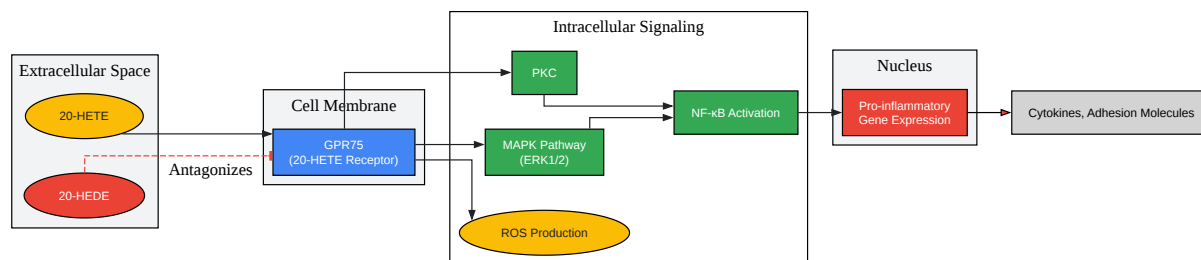 Extracellular Space
20-HETE
20-HEDE
Antagonizes
Cell Membrane
GPR75
(20-HETE Receptor)
Intracellular Signaling
PKC
MAPK Pathway
(ERK1/2)
ROS Production
NF-κB Activation
Nucleus
Pro-inflammatory
Gene Expression
Cytokines, Adhesion Molecules